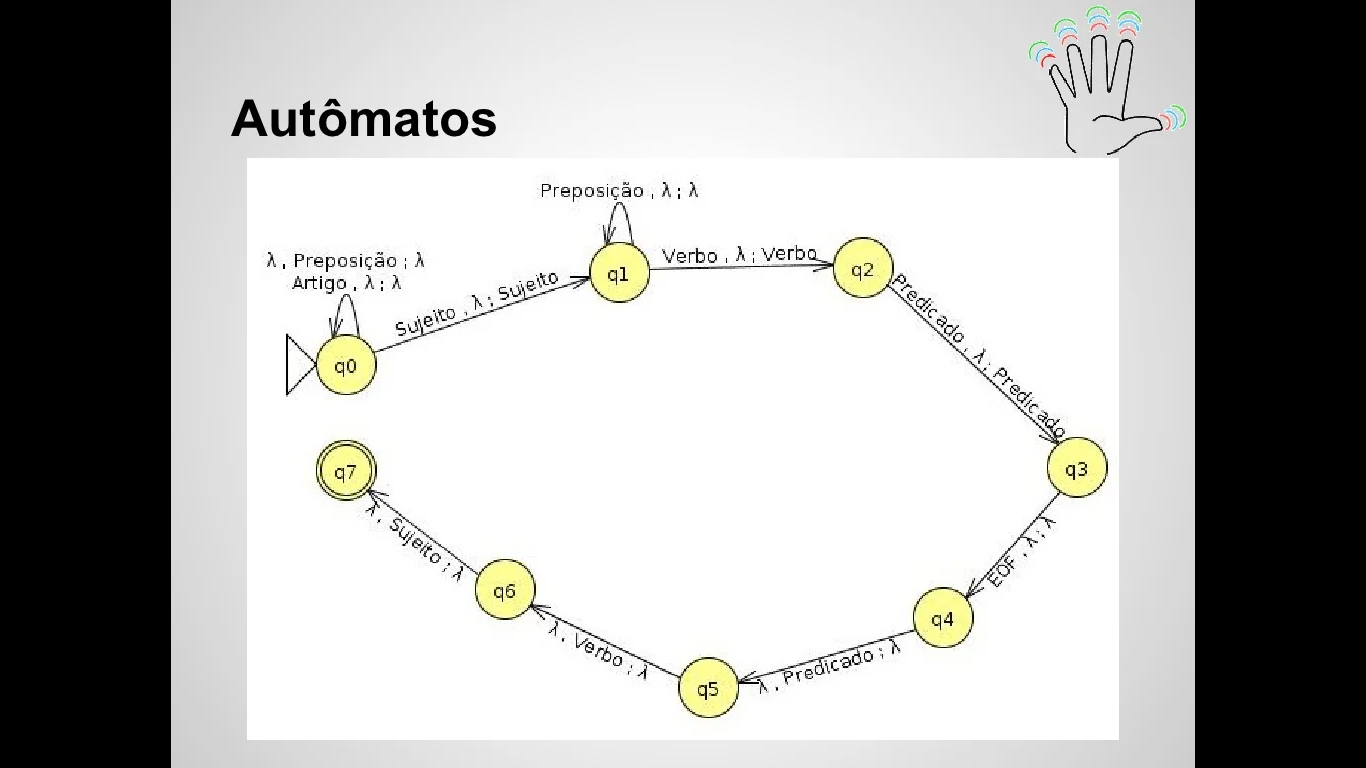 Autômatos
Preposição , λ ; λ
λ , Preposição ; λ
Artigo , λ ; λ
Sujeito , λ ; Sujeito
Verbo , λ ; Verbo
Predicado , λ ; Predicado
q0
q1
q2
q3
EOF , λ ; λ
q4
λ , Predicado ; λ
q5
λ , Verbo ; λ
q6
λ , Sujeito ; λ
q7